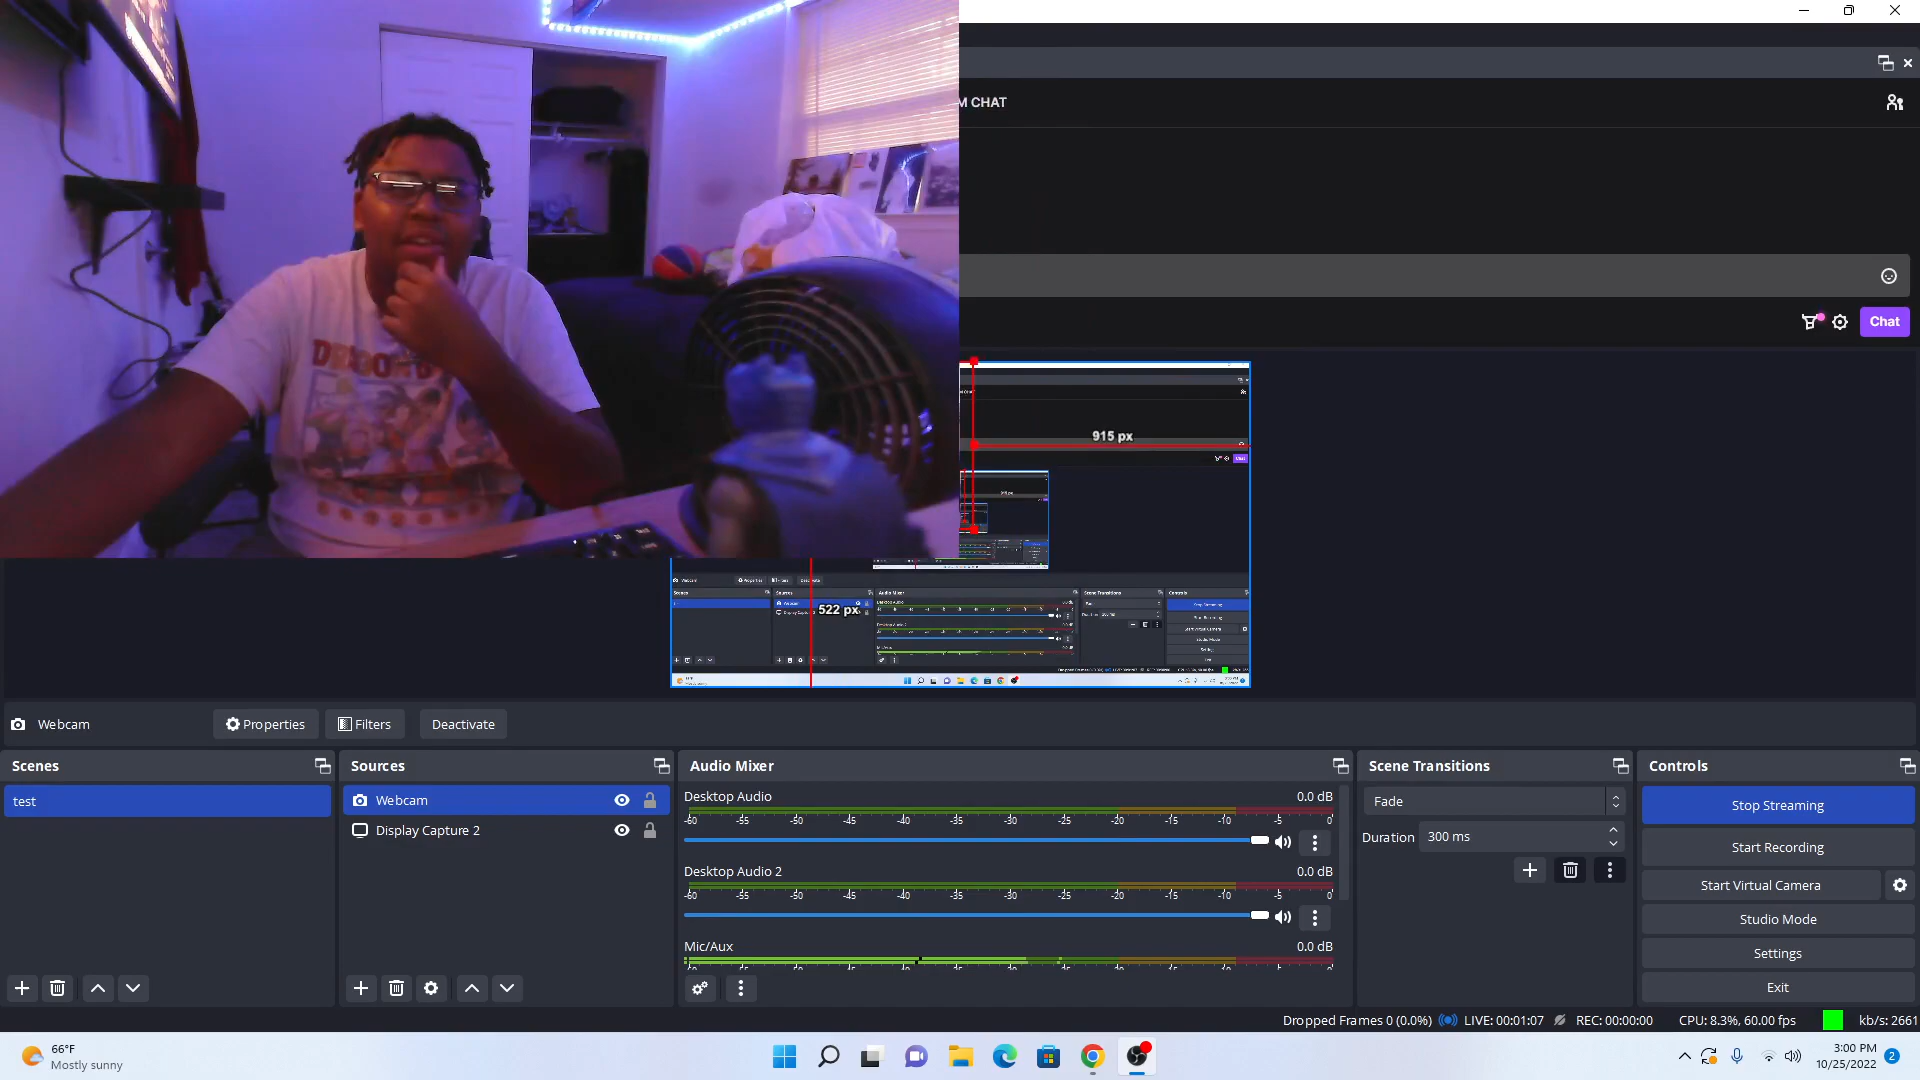 M CHAT
Chat
915 px
522 px
Webcam
Properties
Filters
Deactivate
Scenes
test
Sources
Webcam
Display Capture 2
Audio Mixer
Desktop Audio
0.0 dB
-60 -55 -50 -45 -40 -35 -30 -25 -20 -15 -10 -5 0
Desktop Audio 2
0.0 dB
-60 -55 -50 -45 -40 -35 -30 -25 -20 -15 -10 -5 0
Mic/Aux
0.0 dB
Scene Transitions
Fade
Duration 300 ms
Controls
Stop Streaming
Start Recording
Start Virtual Camera
Studio Mode
Settings
Exit
Dropped Frames 0 (0.0%) LIVE: 00:01:07 REC: 00:00:00 CPU: 8.3%, 60.00 fps kb/s: 2661
66°F
Mostly sunny
3:00 PM
10/25/2022
2